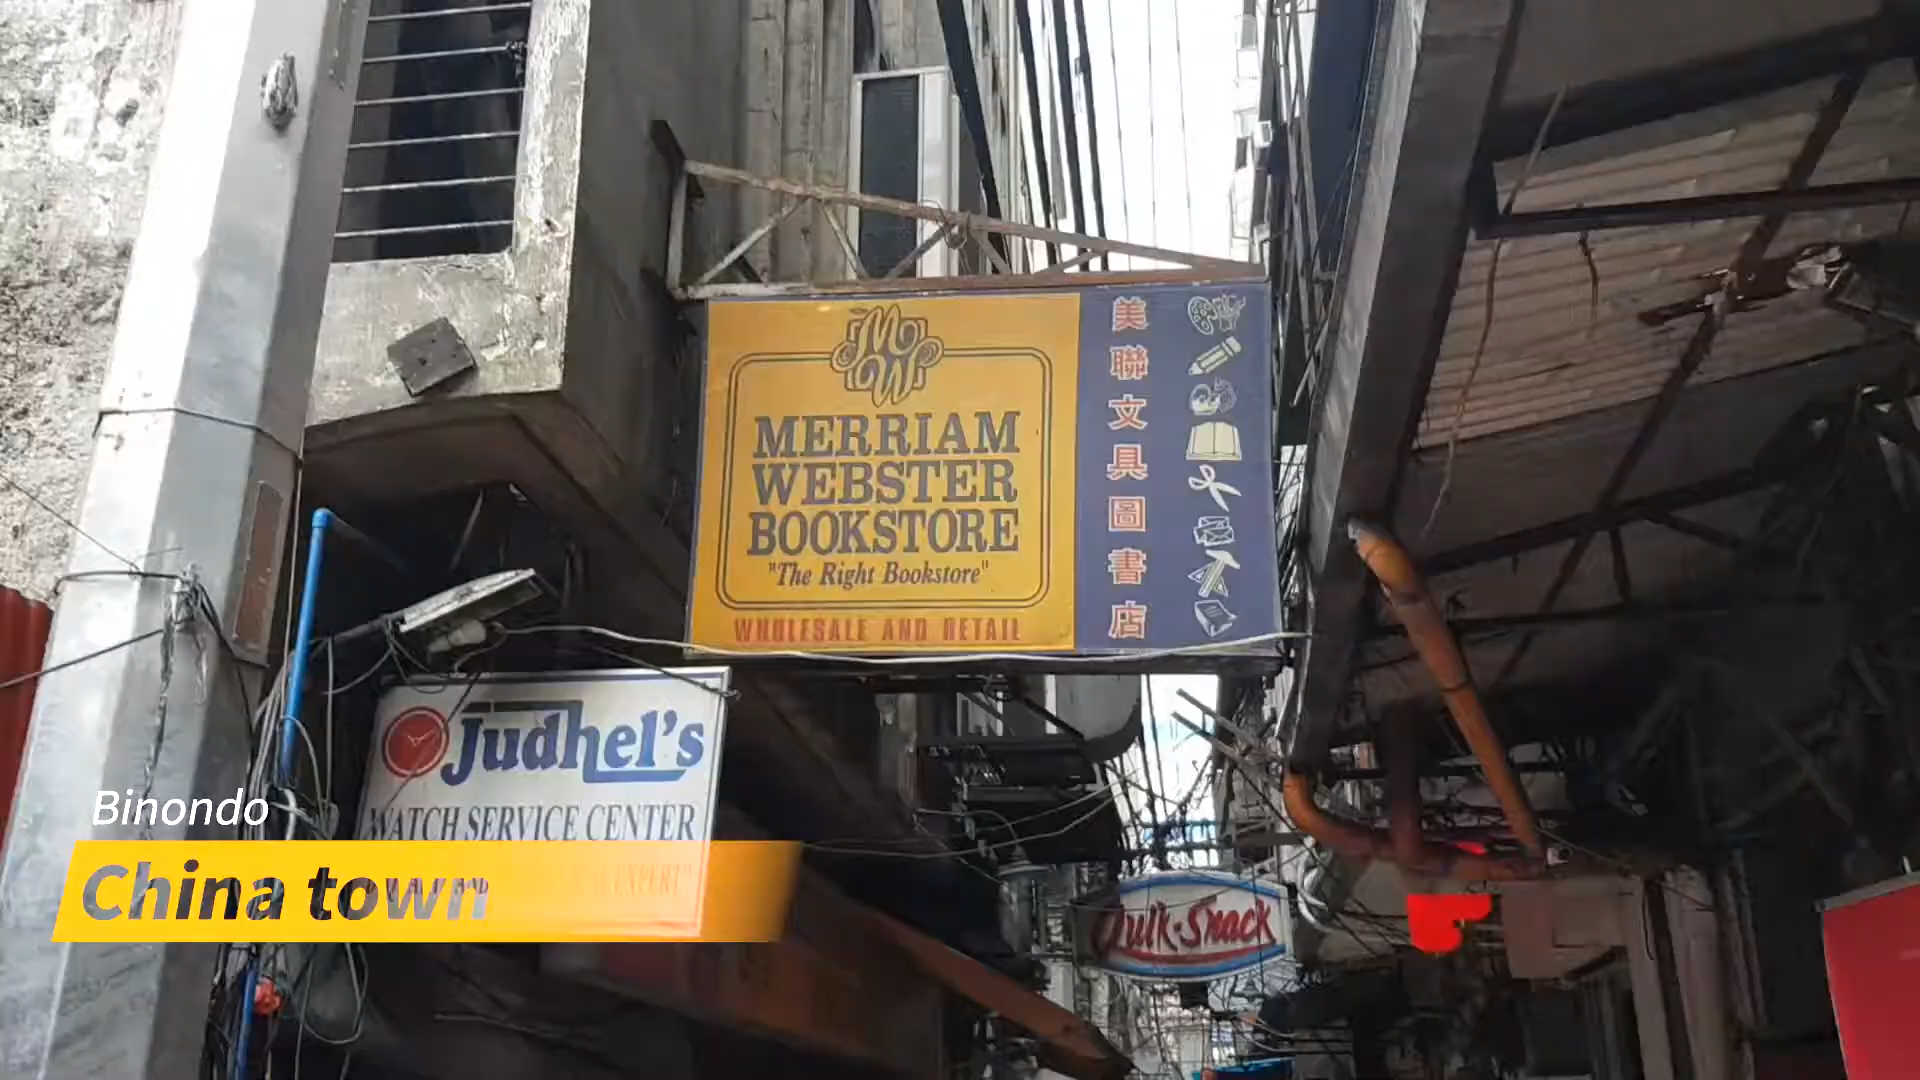 MW
MERRIAM
WEBSTER
BOOKSTORE
"The Right Bookstore"
WHOLESALE AND RETAIL
美聯文具圖書店
Judhel's
WATCH SERVICE CENTER
EXPERT"
Binondo
China town
Quik-Snack